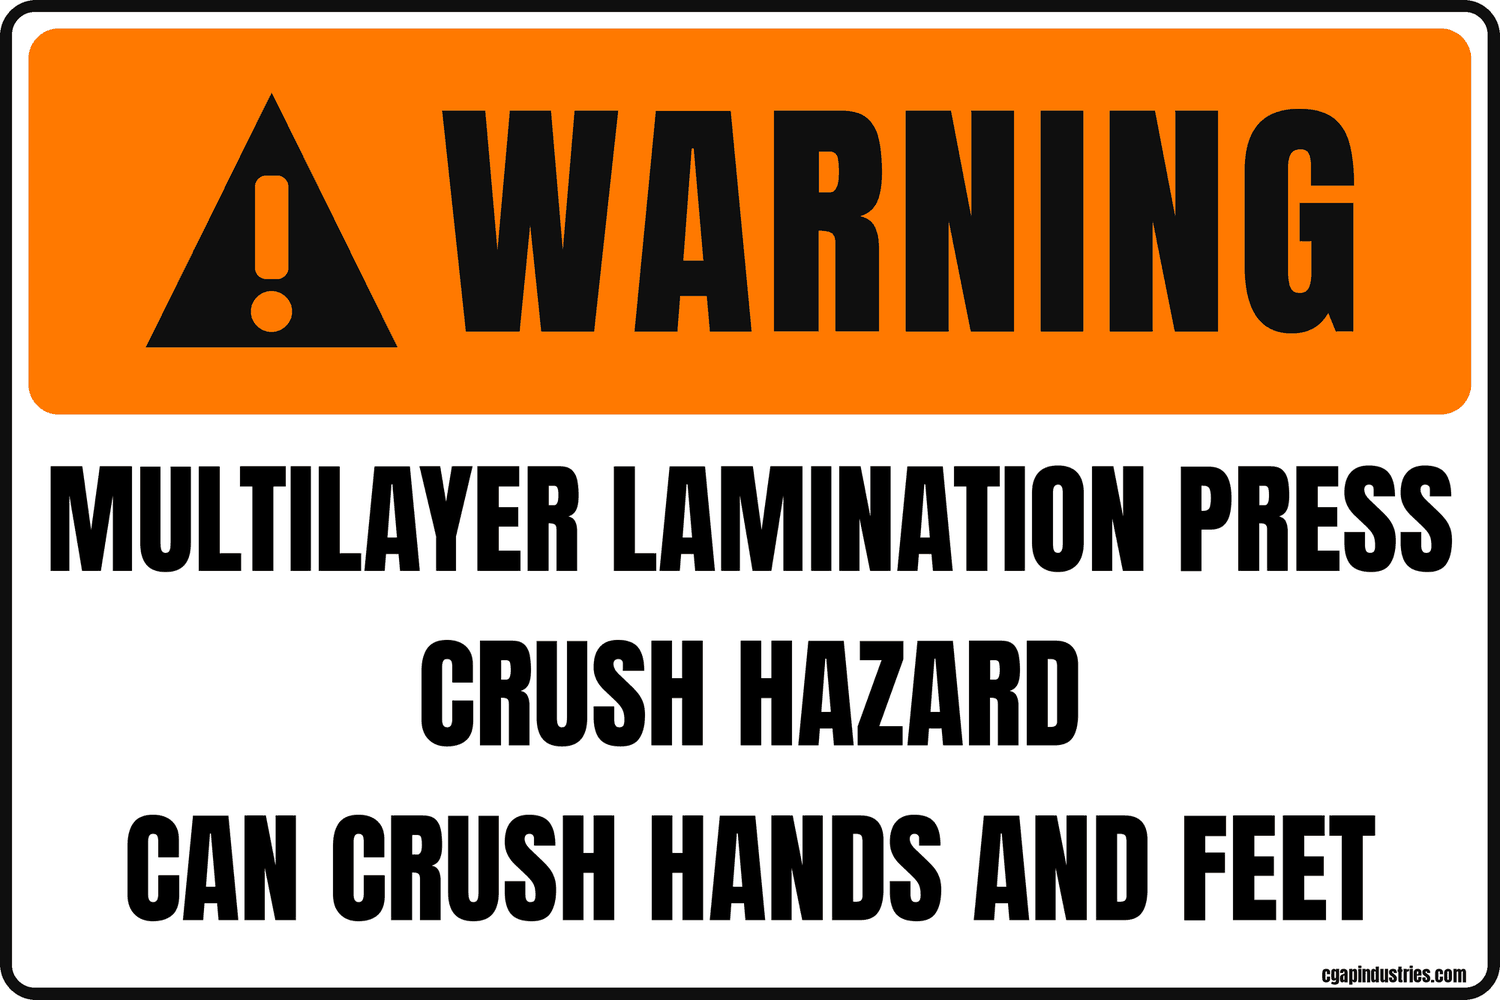 WARNING
MULTILAYER LAMINATION PRESS
CRUSH HAZARD
CAN CRUSH HANDS AND FEET
cgapindustries.com